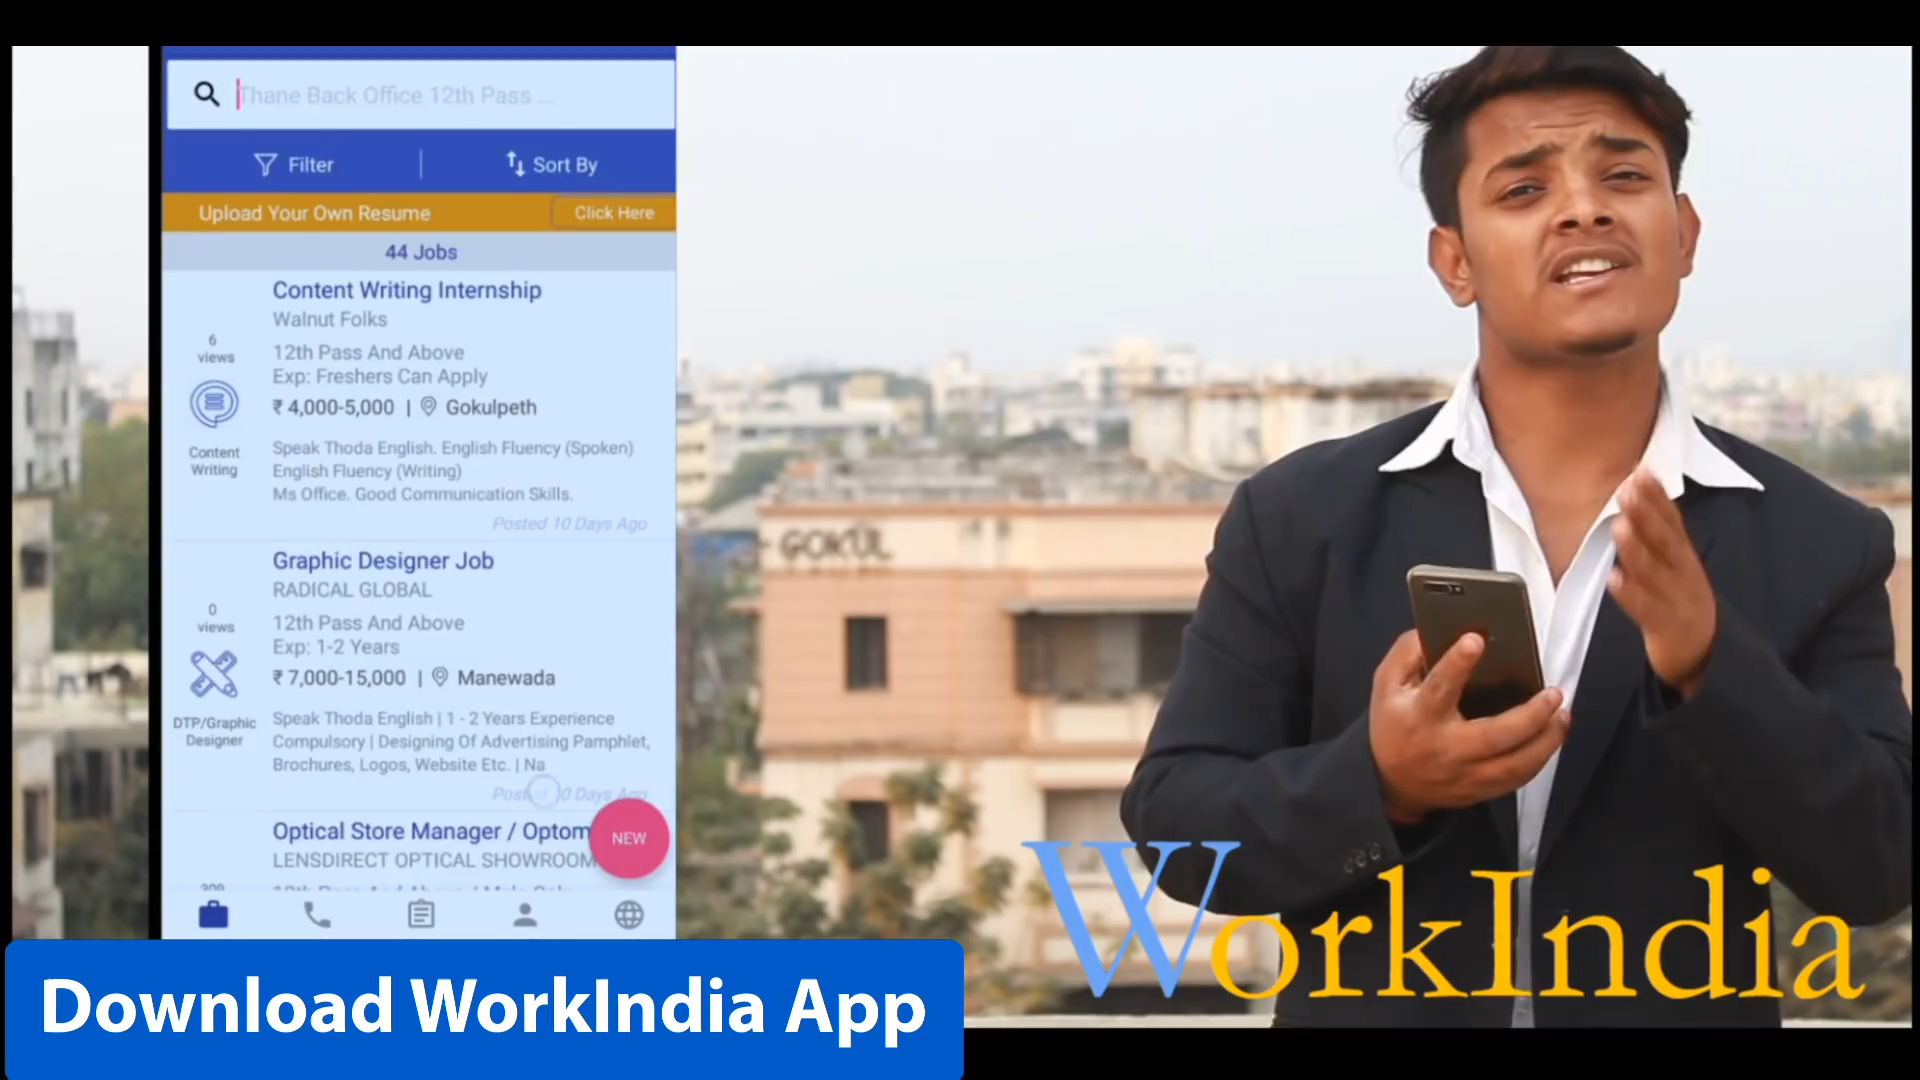 Thane Back Office 12th Pass ...
Filter
Sort By
Upload Your Own Resume
Click Here
44 Jobs
Content Writing Internship
Walnut Folks
6
views
12th Pass And Above
Exp: Freshers Can Apply
₹ 4,000-5,000 | Gokulpeth
Content
Writing
Speak Thoda English. English Fluency (Spoken)
English Fluency (Writing)
Ms Office. Good Communication Skills.
Posted 10 Days Ago
Graphic Designer Job
RADICAL GLOBAL
0
views
12th Pass And Above
Exp: 1-2 Years
₹ 7,000-15,000 | Manewada
DTP/Graphic
Designer
Speak Thoda English | 1 - 2 Years Experience
Compulsory | Designing Of Advertising Pamphlet,
Brochures, Logos, Website Etc. | Na
Posted 10 Days Ago
Optical Store Manager / Optom
LENSDIRECT OPTICAL SHOWROOM
NEW
GOKUL
WorkIndia
Download WorkIndia App